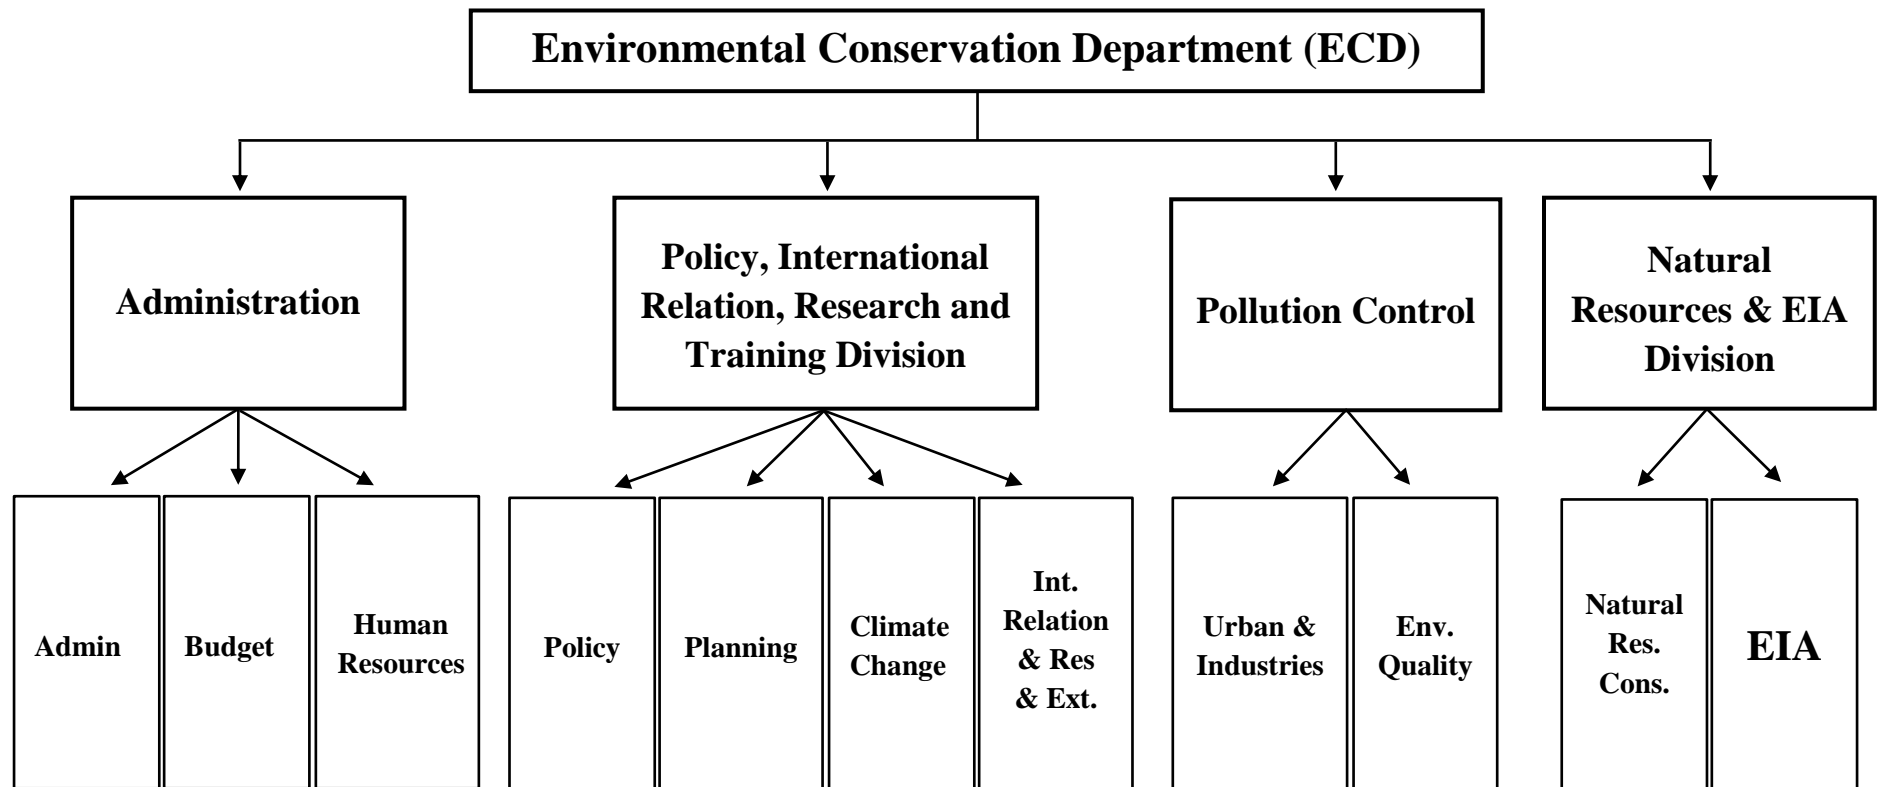 Environmental Conservation Department (ECD)
Administration
Policy, International
Relation, Research and
Training Division
Pollution Control
Natural
Resources & EIA
Division
Admin
Budget
Human
Resources
Policy
Planning
Climate
Change
Int.
Relation
& Res
& Ext.
Urban &
Industries
Env.
Quality
Natural
Res.
Cons.
EIA